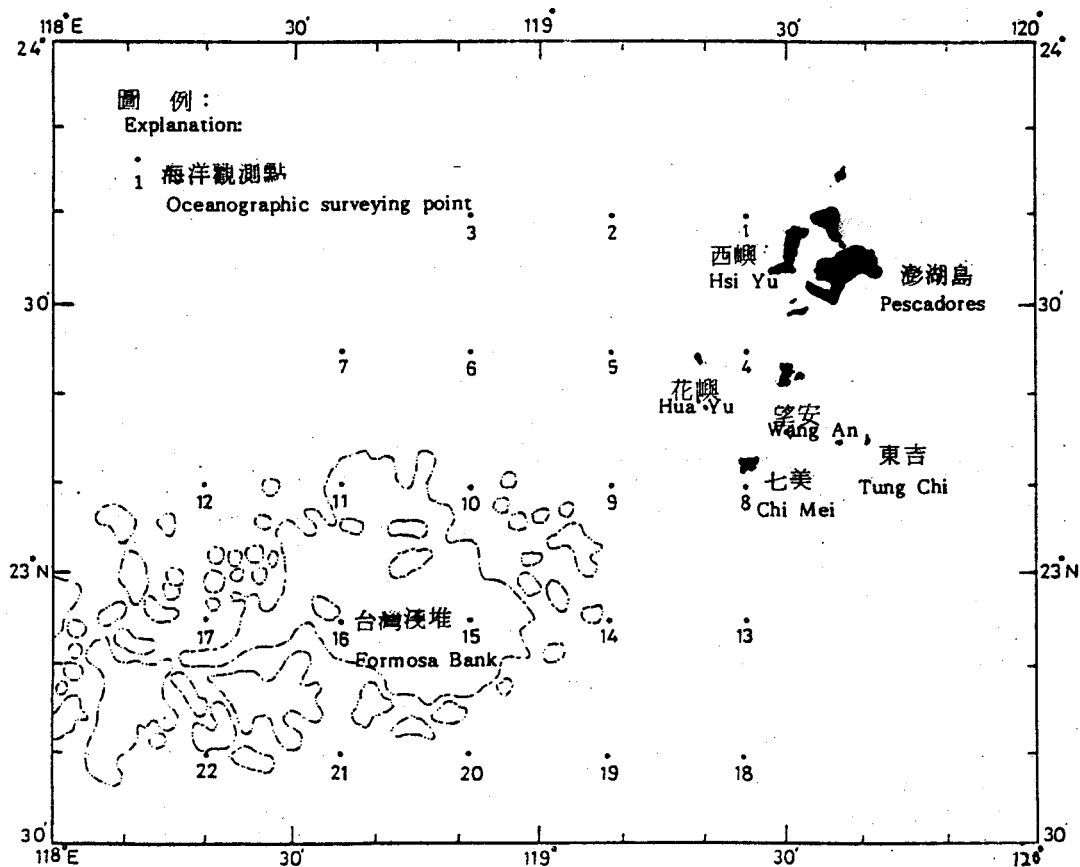 118° 30′ 119° 30′ 120°
24° 24°
圖 例：
Explanation:
1 海洋觀測點
Oceanographic surveying point
3 2 1
西嶼
Hsi Yu
澎湖島
Pescadores
30′ 30′
7 6 5 4
花嶼
Hua Yu
望安
Wang An
東吉
Tung Chi
七美
Chi Mei
12 11 10 9 8
23°N 23°N
台灣淺堆
Formosa Bank
17 16 15 14 13
22 21 20 19 18
30′ 30′
118°E 30′ 119° 30′ 120°